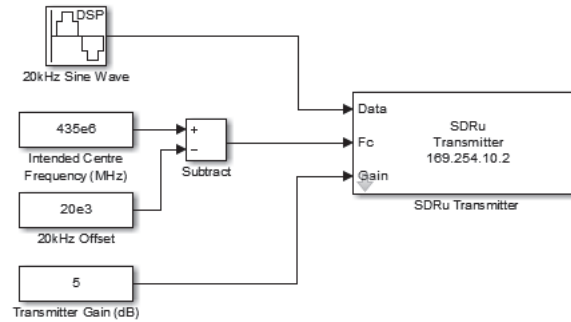 DSP
20kHz Sine Wave
435e6
Intended Centre
Frequency (MHz)
20e3
20kHz Offset
5
Transmitter Gain (dB)
+
−
Subtract
Data
Fc
Gain
SDRu
Transmitter
169.254.10.2
SDRu Transmitter